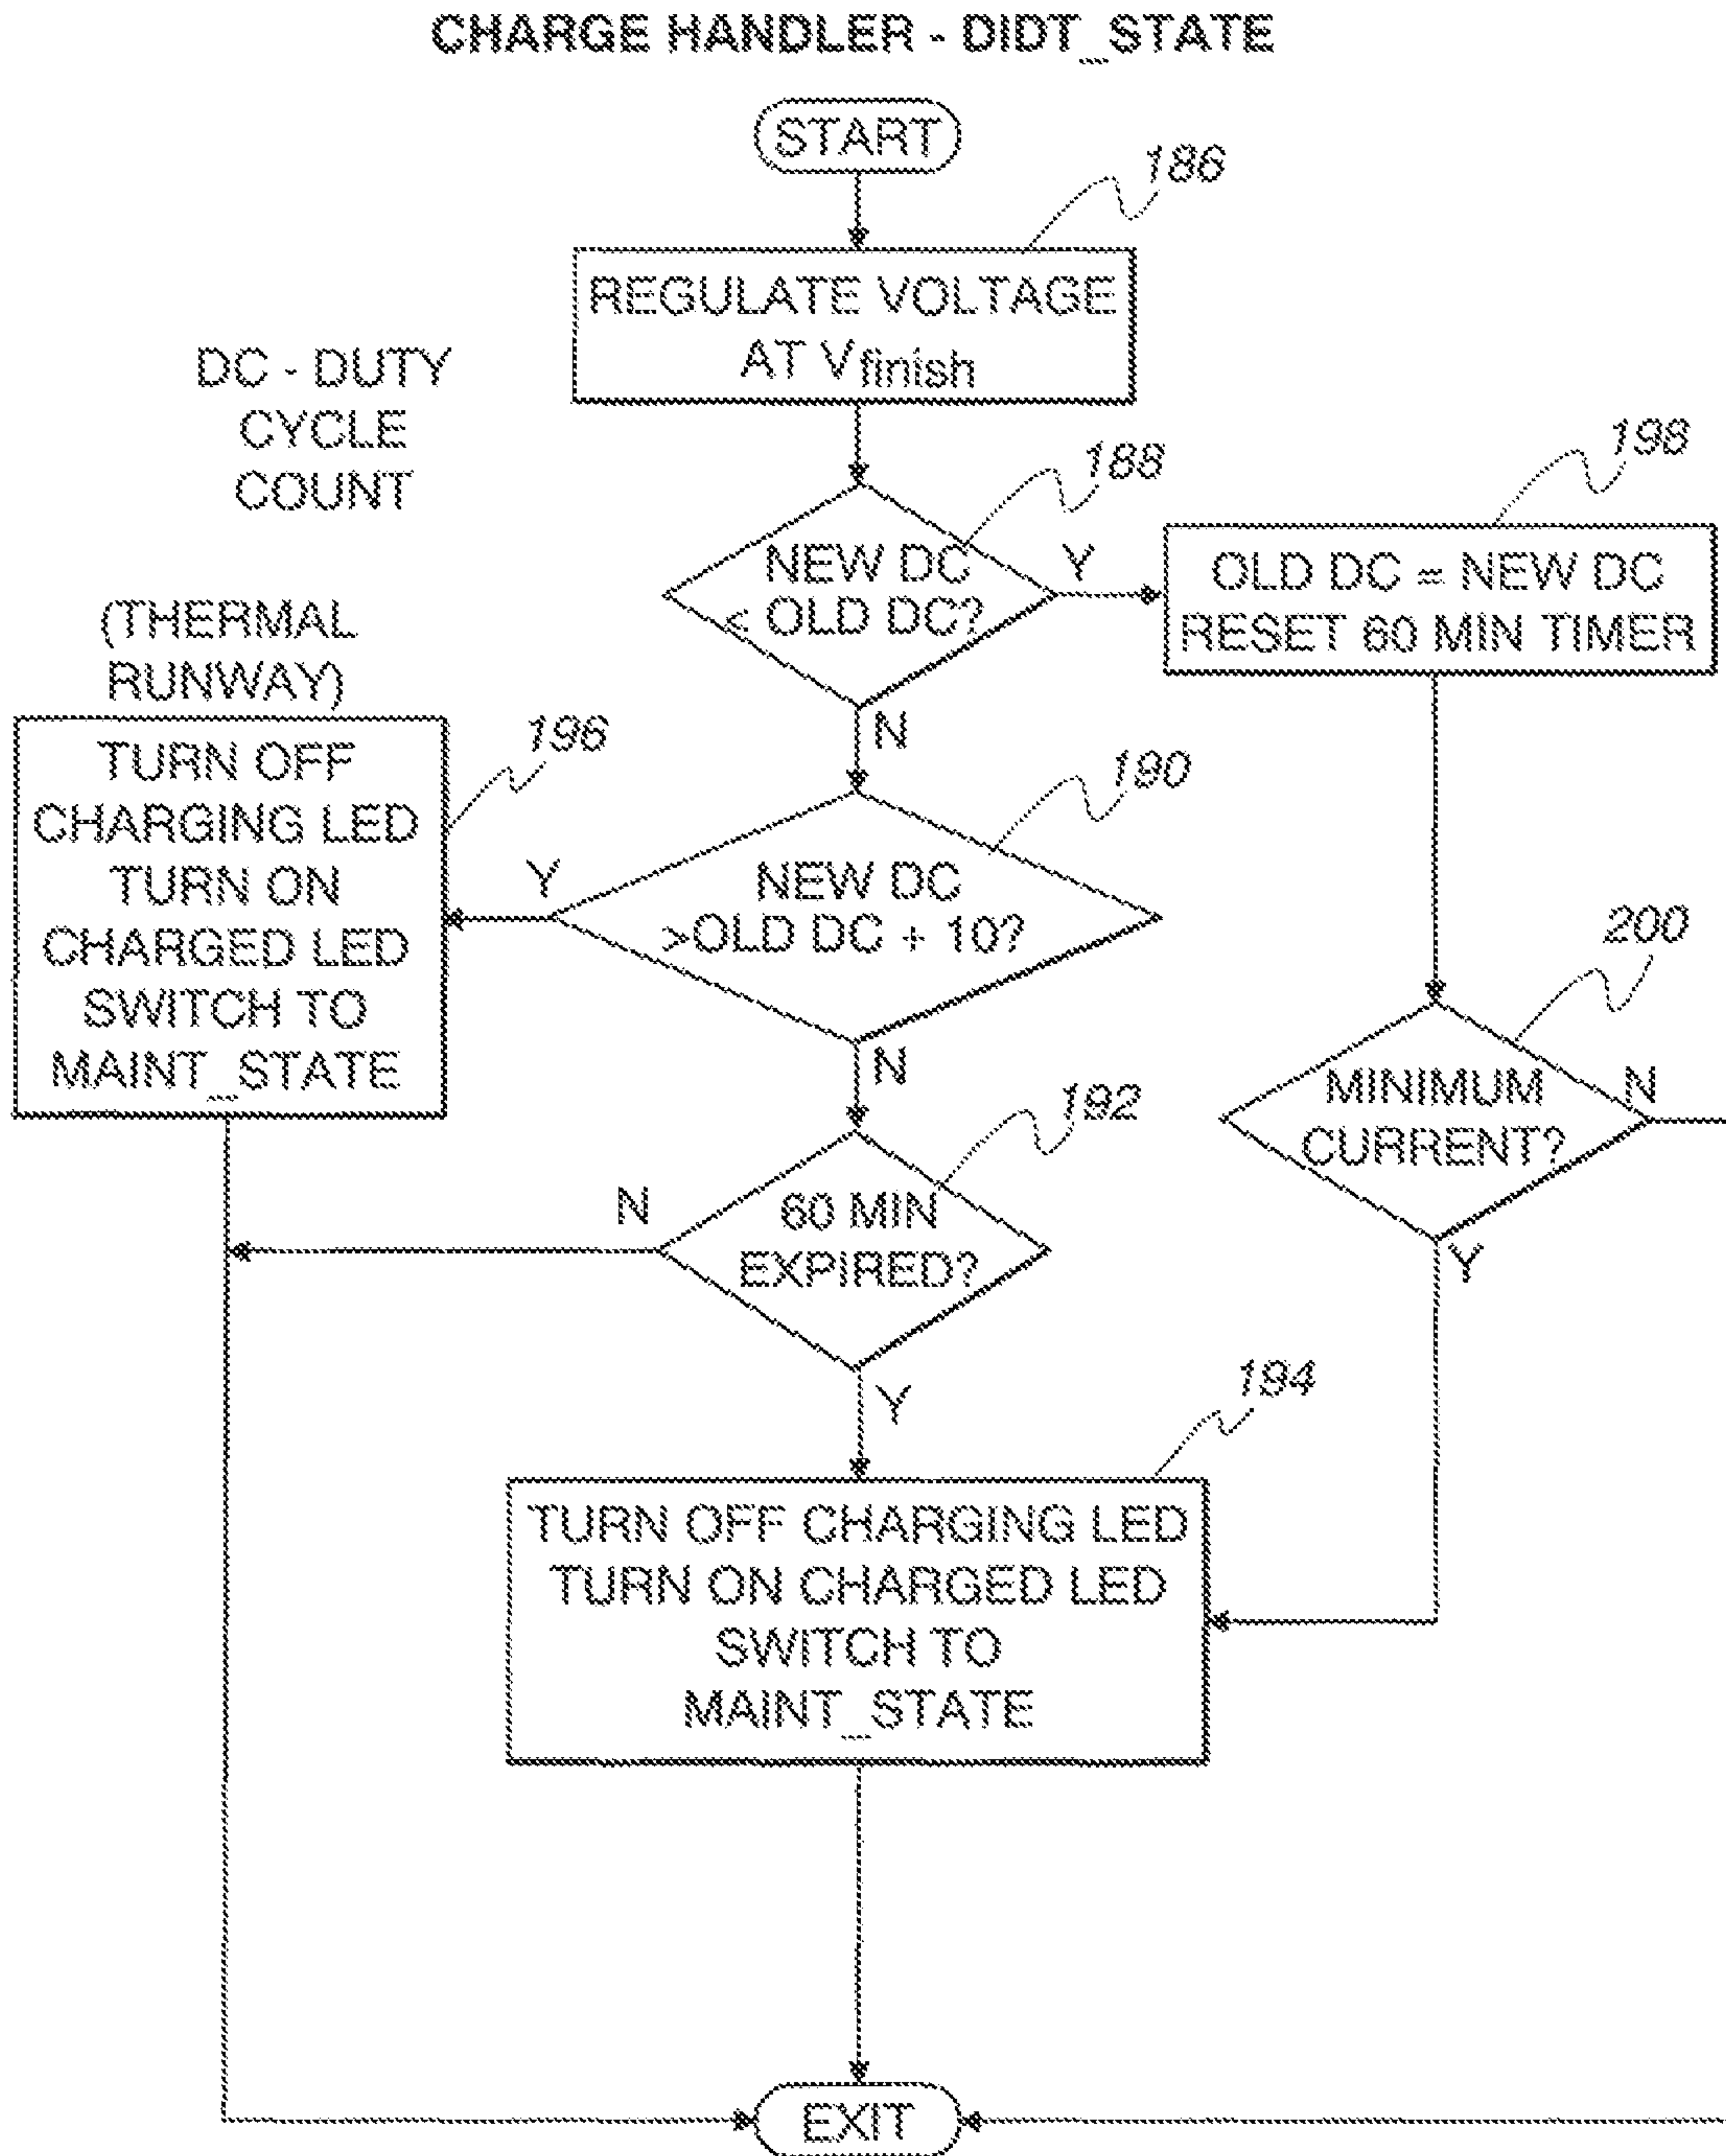 CHARGE HANDLER - DIDT_STATE
START
186
REGULATE VOLTAGE
AT Vfinish
DC - DUTY
CYCLE
COUNT
188
NEW DC
< OLD DC?
Y
N
198
OLD DC = NEW DC
RESET 60 MIN TIMER
(THERMAL
RUNWAY)
196
TURN OFF
CHARGING LED
TURN ON
CHARGED LED
SWITCH TO
MAINT_STATE
190
Y
NEW DC
>OLD DC + 10?
N
200
MINIMUM
CURRENT?
N
Y
192
N
60 MIN
EXPIRED?
Y
194
TURN OFF CHARGING LED
TURN ON CHARGED LED
SWITCH TO
MAINT_STATE
EXIT